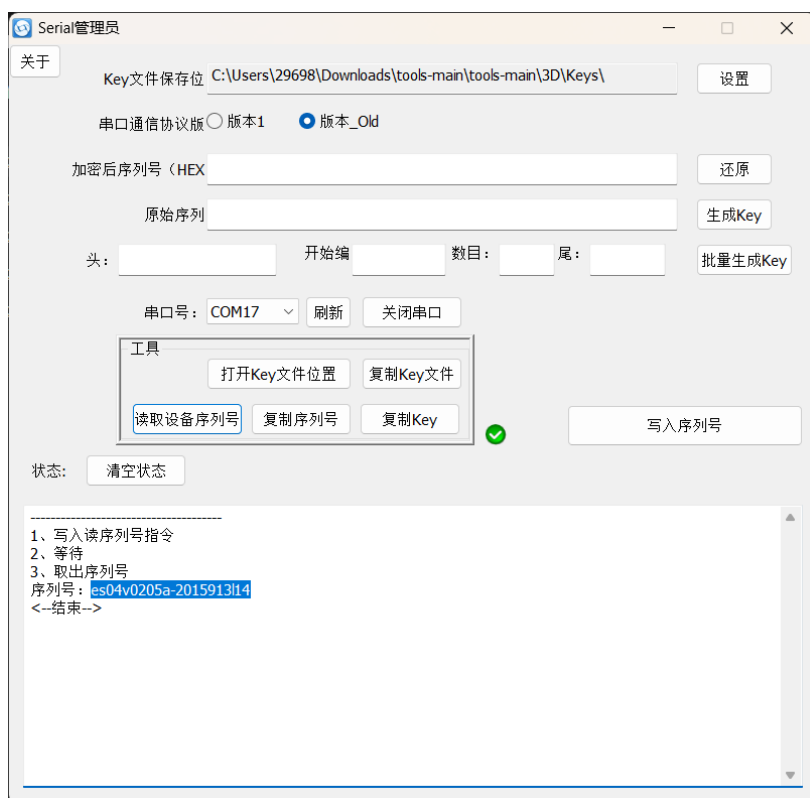 Serial管理员
关于
Key文件保存位 C:\Users\29698\Downloads\tools-main\tools-main\3D\Keys\ 设置
串口通信协议版 版本1 版本_Old
加密后序列号（HEX 还原
原始序列 生成Key
头： 开始编 数目： 尾： 批量生成Key
串口号： COM17 刷新 关闭串口
工具
打开Key文件位置 复制Key文件
读取设备序列号 复制序列号 复制Key 写入序列号
状态: 清空状态
--------------------------------------
1、写入读序列号指令
2、等待
3、取出序列号
序列号：es04v0205a-2015913l14
<--结束-->